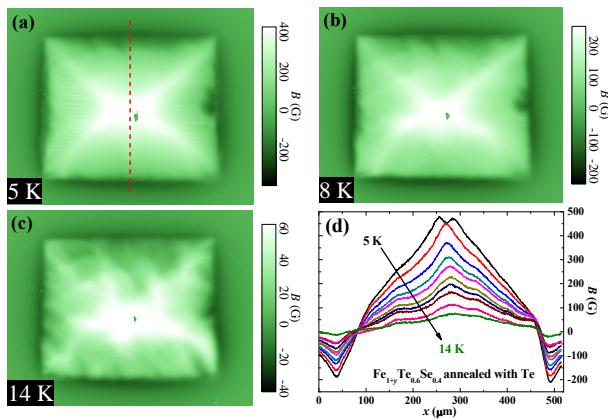 (a)
5 K
400
200
0
-200
B (G)
(b)
8 K
200
100
0
-100
-200
B (G)
(c)
14 K
60
40
20
0
-20
-40
B (G)
(d)
5 K
14 K
Fe1+yTe0.6Se0.4 annealed with Te
500
400
300
200
100
0
-100
-200
B (G)
0 100 200 300 400 500
x (μm)